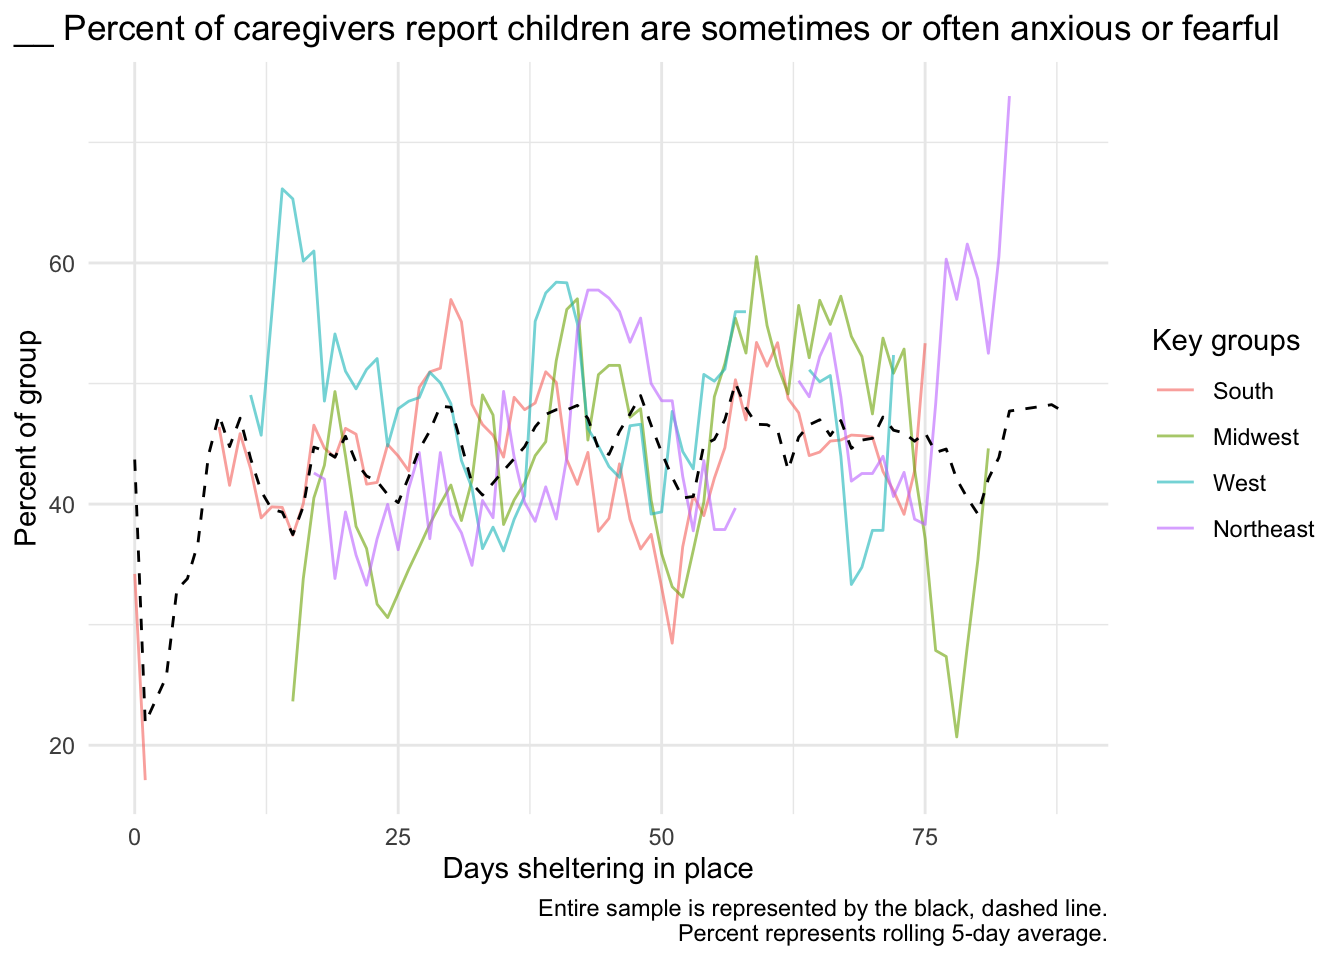 __ Percent of caregivers report children are sometimes or often anxious or fearful
Percent of group
60
40
20
0
25
50
75
Days sheltering in place
Key groups
South
Midwest
West
Northeast
Entire sample is represented by the black, dashed line.
Percent represents rolling 5-day average.